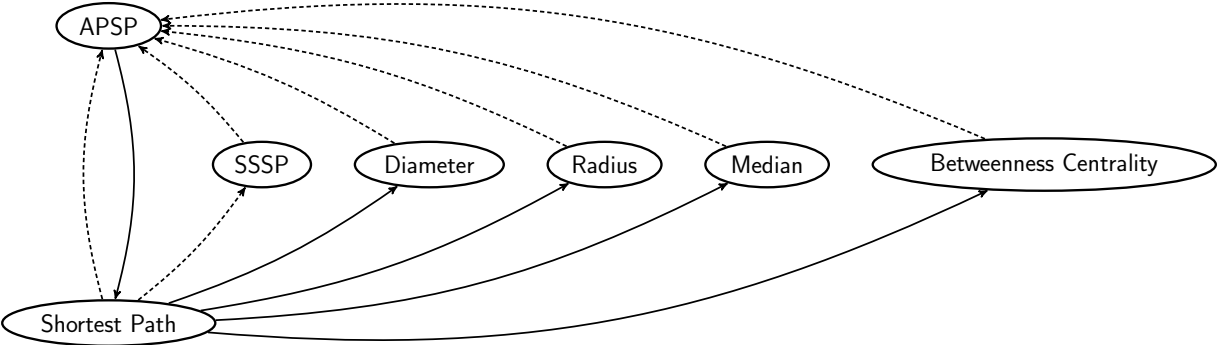 APSP
SSSP
Diameter
Radius
Median
Betweenness Centrality
Shortest Path